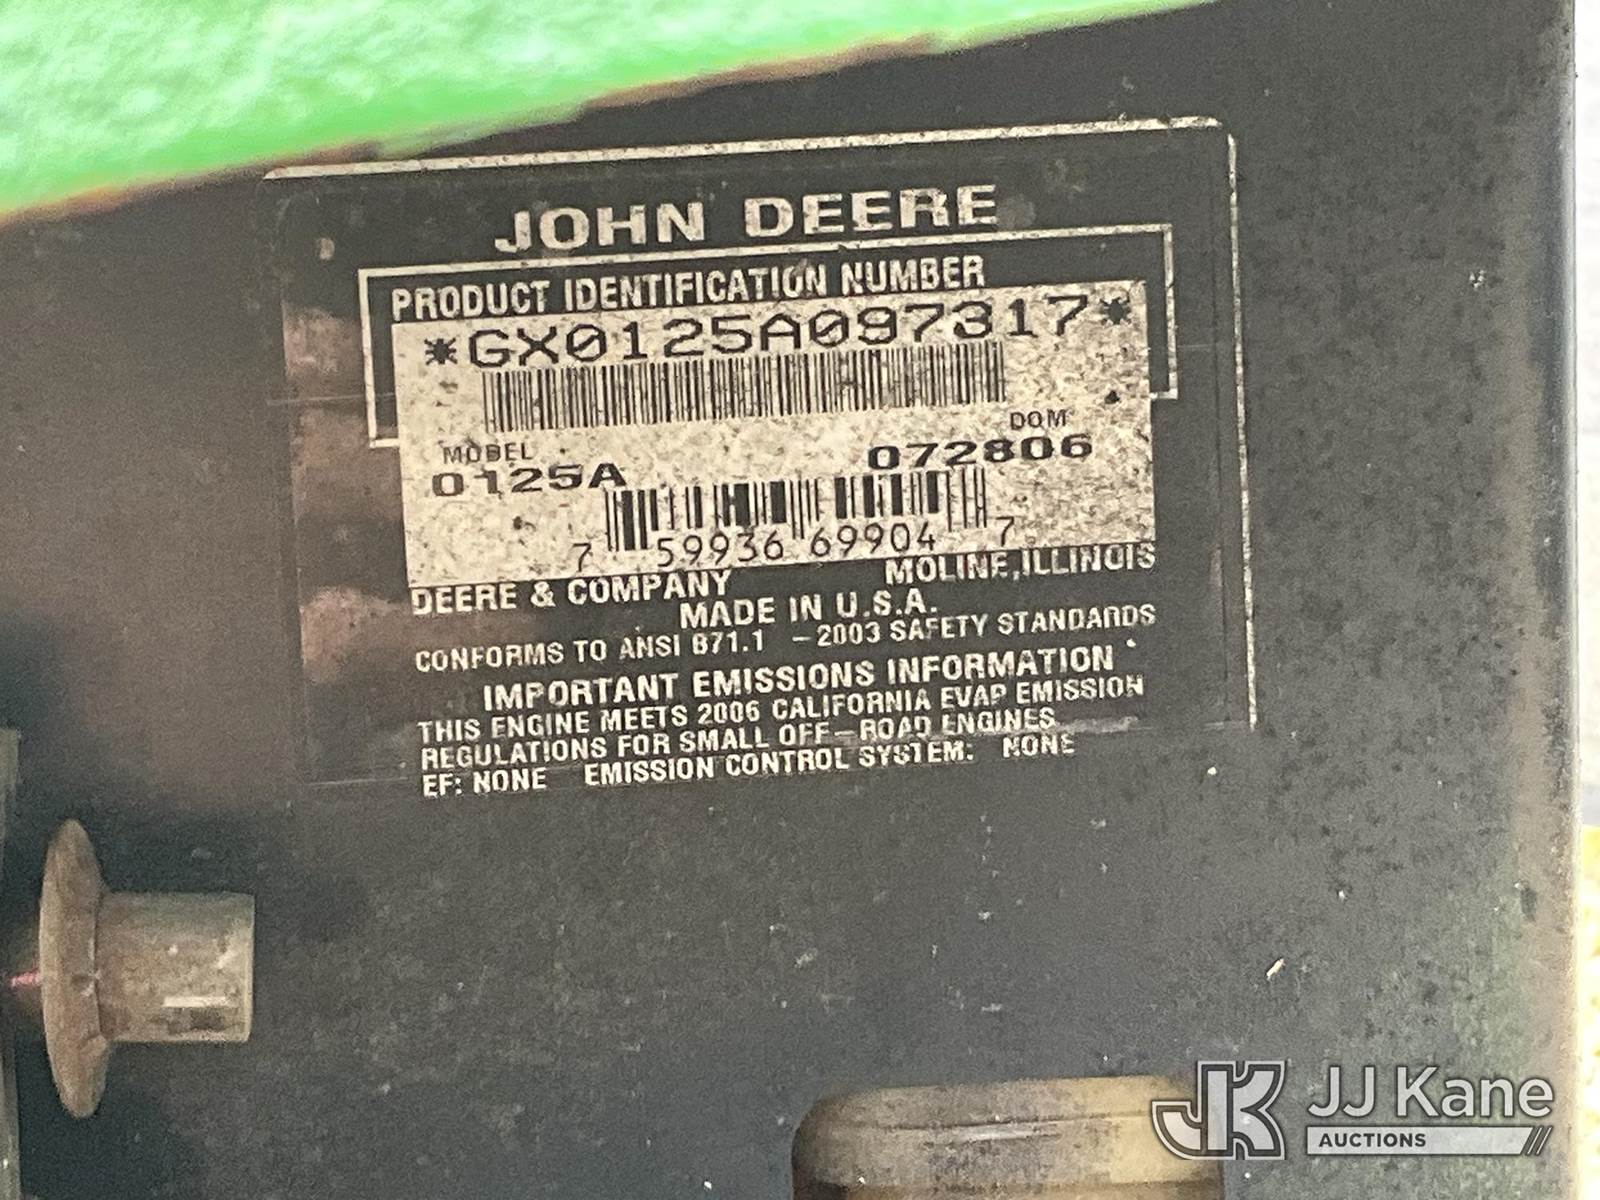 JOHN DEERE
PRODUCT IDENTIFICATION NUMBER
*GX0125A097317*
MODEL DOM
0125A 072806
7 59936 69904 7
DEERE & COMPANY MOLINE, ILLINOIS
MADE IN U.S.A.
CONFORMS TO ANSI B71.1 -2003 SAFETY STANDARDS
IMPORTANT EMISSIONS INFORMATION
THIS ENGINE MEETS 2006 CALIFORNIA EVAP EMISSION
REGULATIONS FOR SMALL OFF-ROAD ENGINES
EF: NONE EMISSION CONTROL SYSTEM: NONE
JK JJ Kane
AUCTIONS